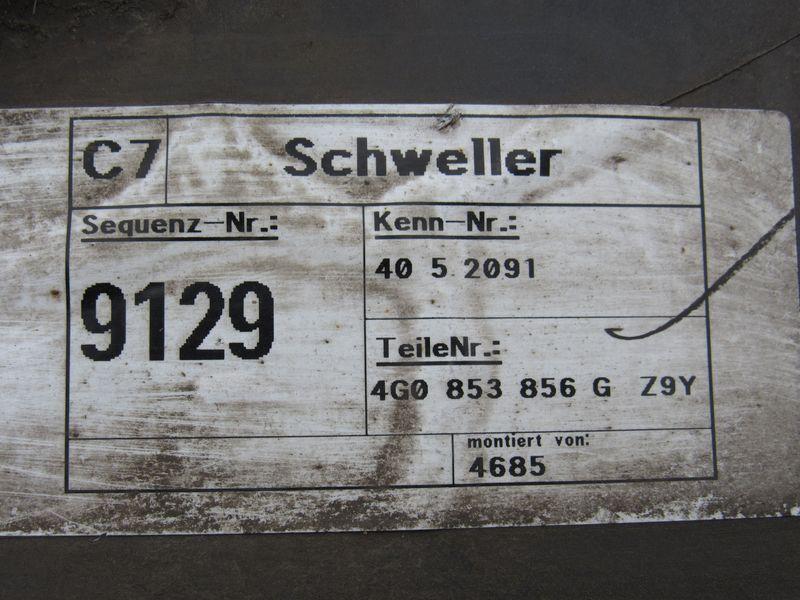 C7 Schweller
Sequenz-Nr.:
9129
Kenn-Nr.:
40 5 2091
TeileNr.:
4G0 853 856 G Z9Y
montiert von:
4685